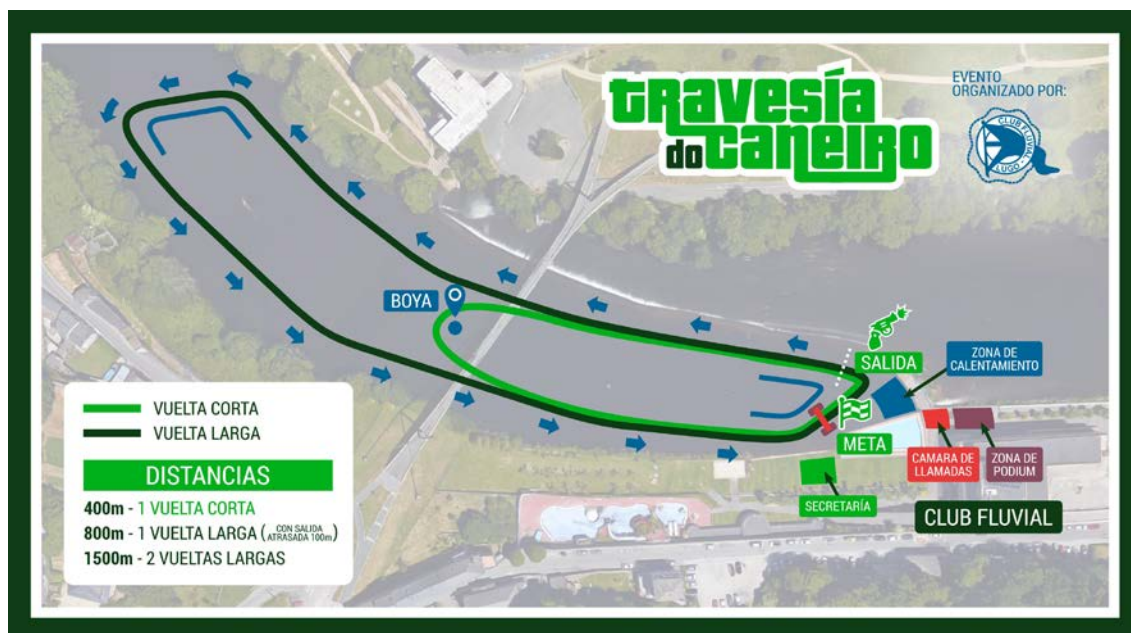 travesía
do caneiro
EVENTO
ORGANIZADO POR:
CLUB FLUVIAL
LUGO
BOYA
SALIDA
ZONA DE
CALENTAMIENTO
META
CAMARA DE
LLAMADAS
ZONA DE
PODIUM
SECRETARÍA
CLUB FLUVIAL
VUELTA CORTA
VUELTA LARGA
DISTANCIAS
400m - 1 VUELTA CORTA
800m - 1 VUELTA LARGA (CON SALIDA ATRASADA 100m)
1500m - 2 VUELTAS LARGAS